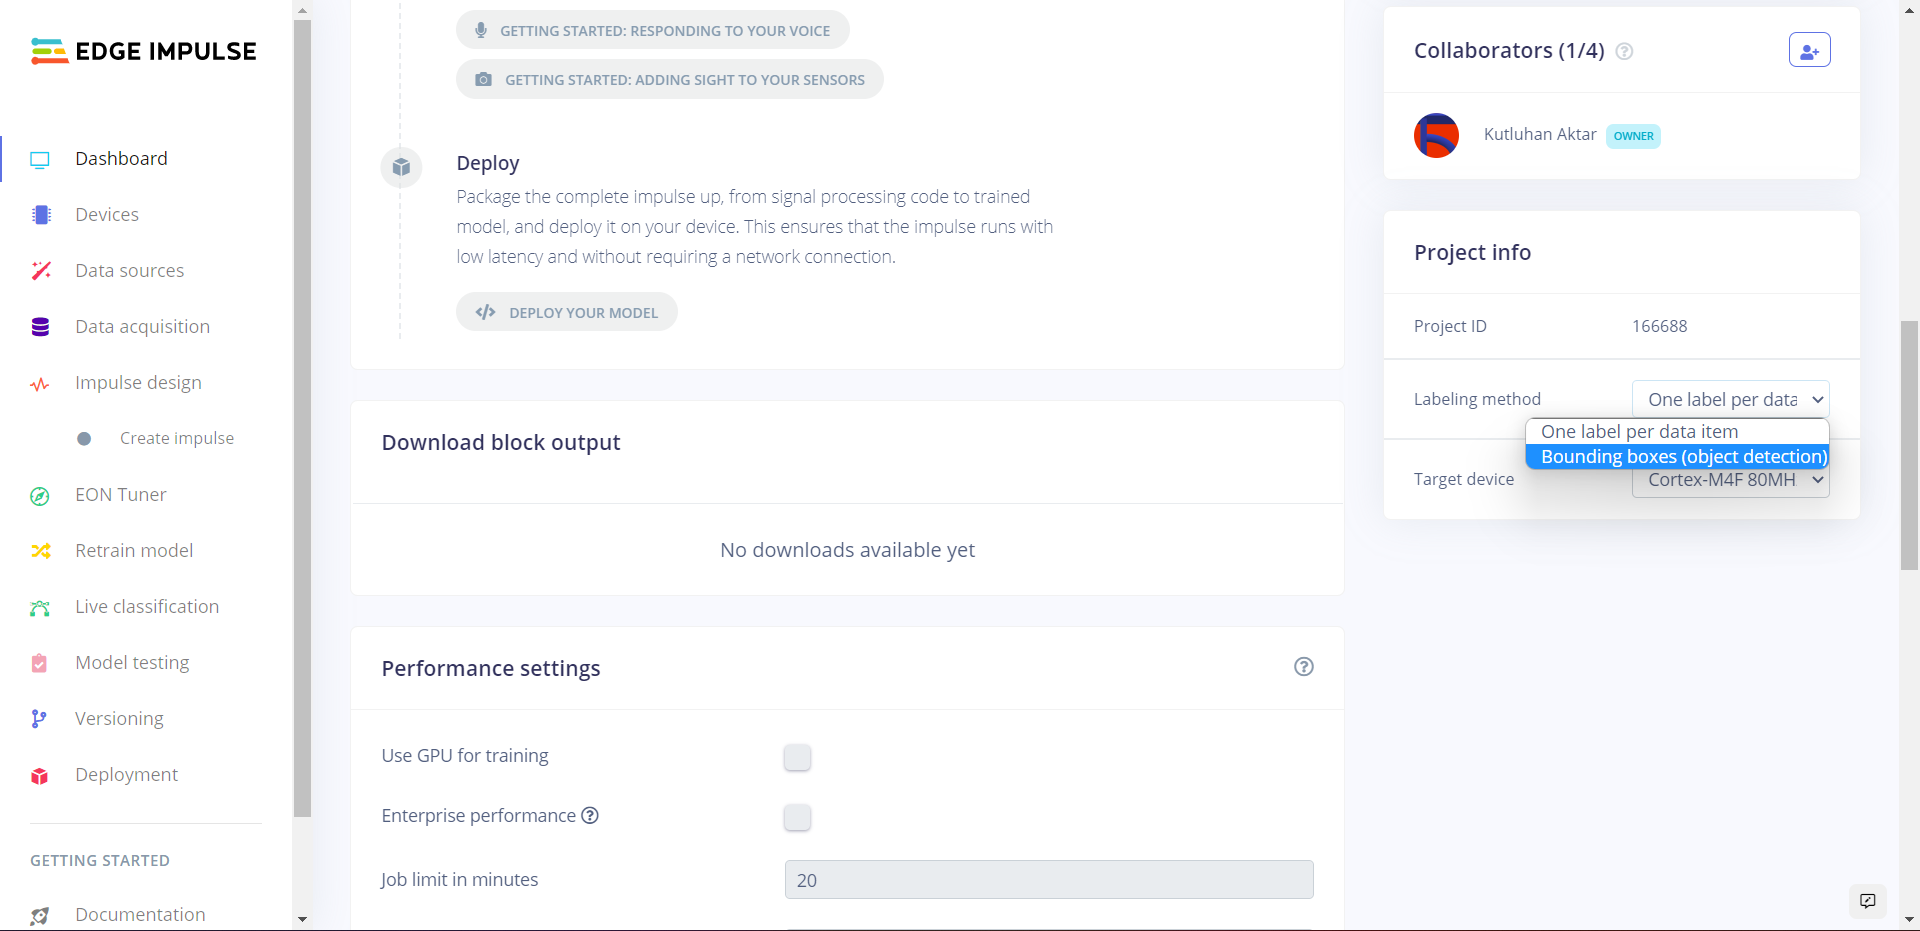 EDGE IMPULSE
Dashboard
Devices
Data sources
Data acquisition
Impulse design
Create impulse
EON Tuner
Retrain model
Live classification
Model testing
Versioning
Deployment
GETTING STARTED
Documentation
GETTING STARTED: RESPONDING TO YOUR VOICE
GETTING STARTED: ADDING SIGHT TO YOUR SENSORS
Deploy
Package the complete impulse up, from signal processing code to trained
model, and deploy it on your device. This ensures that the impulse runs with
low latency and without requiring a network connection.
</> DEPLOY YOUR MODEL
Download block output
No downloads available yet
Performance settings
Use GPU for training
Enterprise performance
Job limit in minutes
20
Collaborators (1/4)
Kutluhan Aktar OWNER
Project info
Project ID 166688
Labeling method One label per data
One label per data item
Bounding boxes (object detection)
Target device Cortex-M4F 80MH